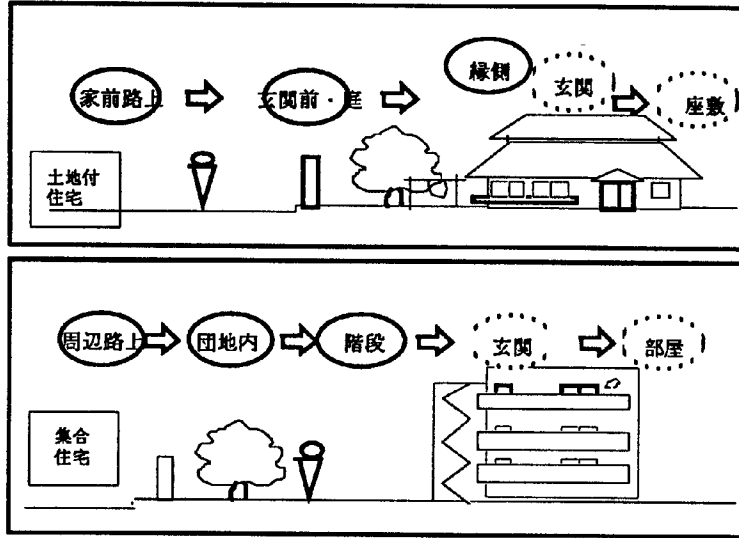 家前路上
玄関前・庭
縁側
玄関
座敷
土地付
住宅
周辺路上
団地内
階段
玄関
部屋
集合
住宅